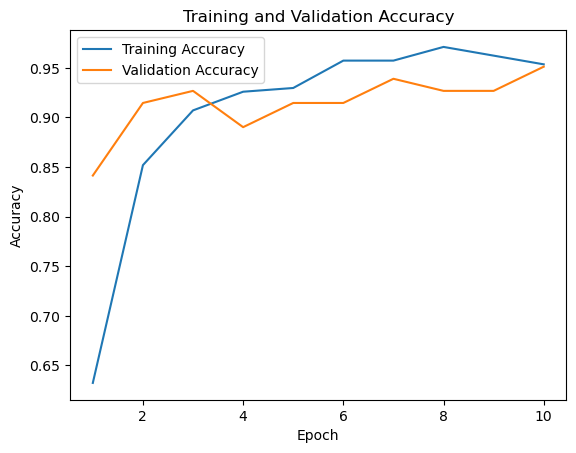 Training and Validation Accuracy
Training Accuracy
Validation Accuracy
0.95
0.90
0.85
0.80
0.75
0.70
0.65
Accuracy
2 4 6 8 10
Epoch